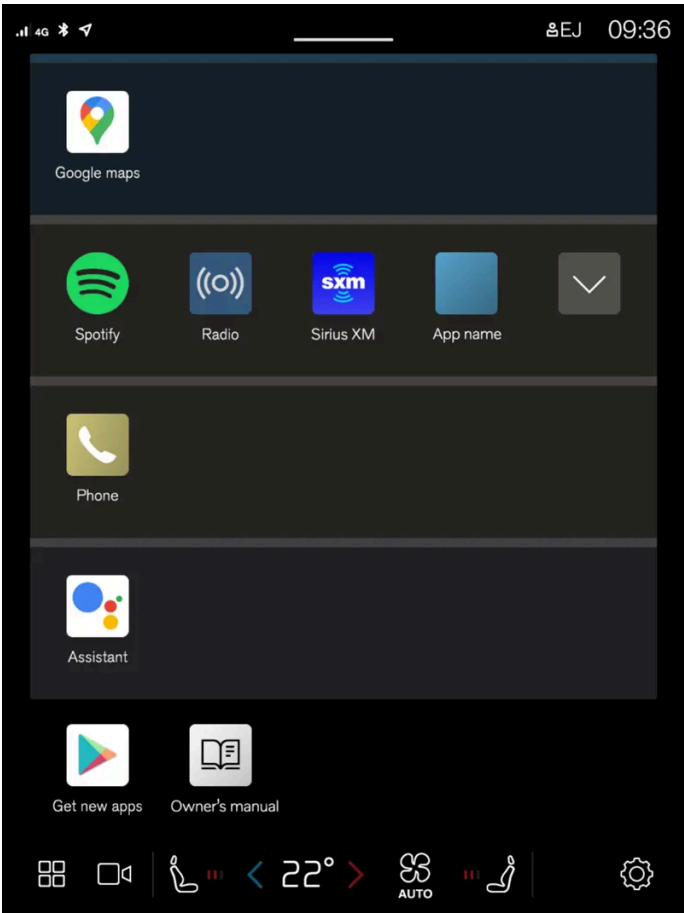 4G EJ 09:36
Google maps
sxm
Spotify Radio Sirius XM App name
Phone
Assistant
Get new apps Owner's manual
22°
AUTO